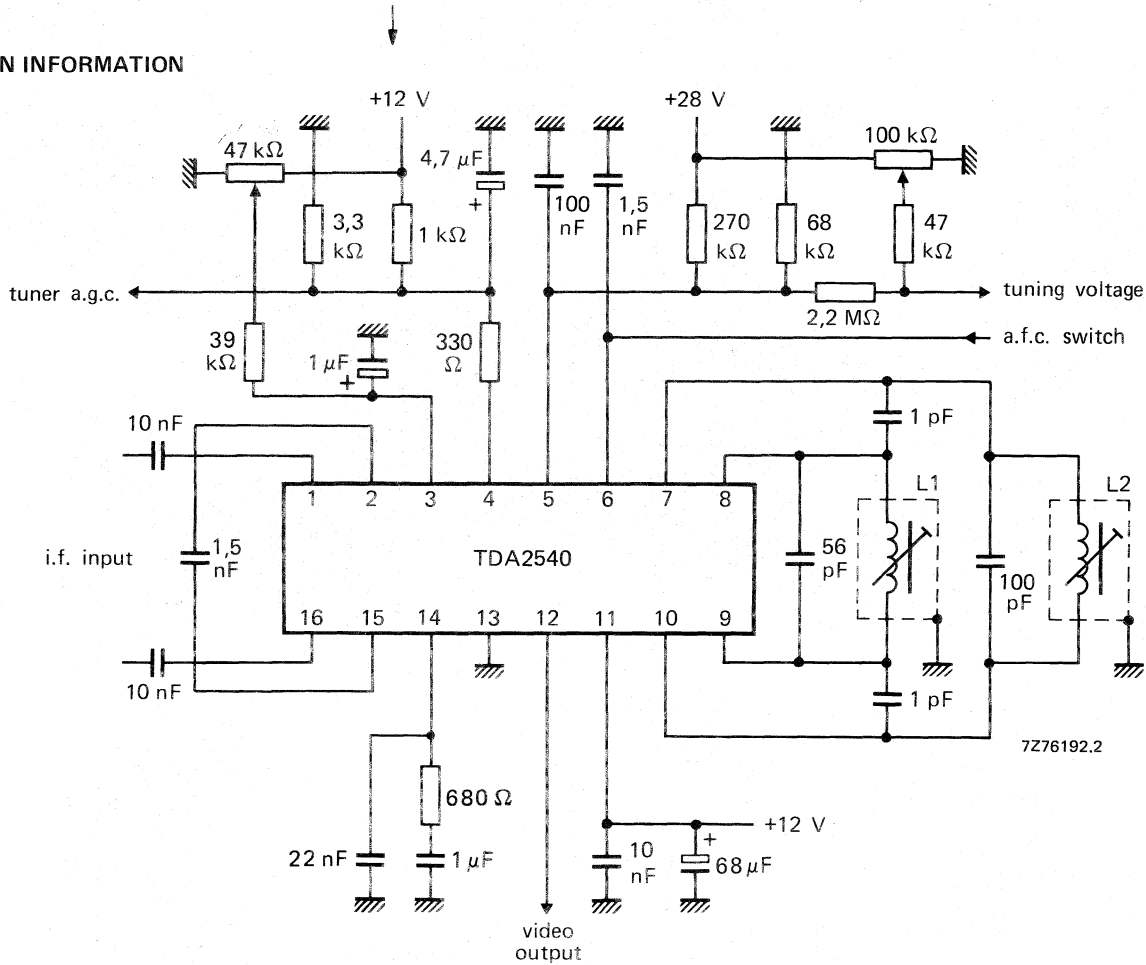 N INFORMATION
+12 V
+28 V
47 kΩ
4,7 µF
+
100 kΩ
3,3
kΩ
1 kΩ
100
nF
1,5
nF
270
kΩ
68
kΩ
47
kΩ
tuner a.g.c.
tuning voltage
2,2 MΩ
39
kΩ
1 µF
+
330
Ω
a.f.c. switch
10 nF
1 pF
1 2 3 4 5 6 7 8
L1
L2
i.f. input
1,5
nF
TDA2540
56
pF
100
pF
16 15 14 13 12 11 10 9
10 nF
1 pF
7Z76192.2
680 Ω
22 nF
1 µF
+12 V
10
nF
+
68 µF
video
output